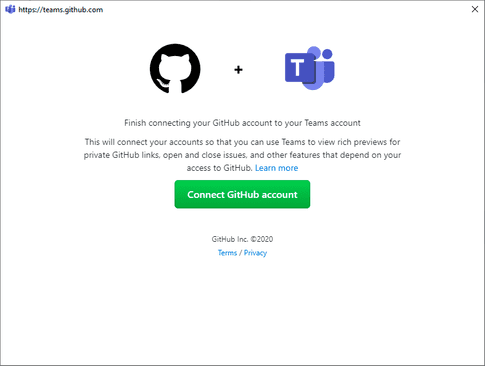 https://teams.github.com
+
T
Finish connecting your GitHub account to your Teams account
This will connect your accounts so that you can use Teams to view rich previews for
private GitHub links, open and close issues, and other features that depend on your
access to GitHub. Learn more
Connect GitHub account
GitHub Inc. ©2020
Terms / Privacy